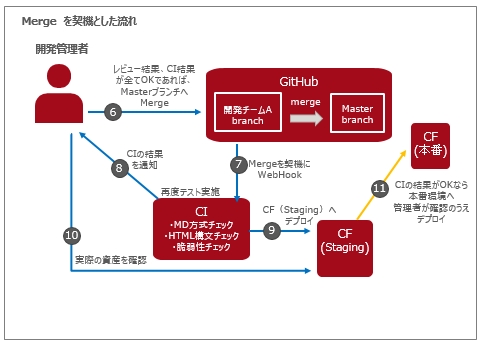 Merge を契機とした流れ
開発管理者
レビュー結果、CI結果
が全てOKであれば、
Masterブランチへ
Merge
6
GitHub
開発チームA
branch
merge
Master
branch
7
Mergeを契機に
WebHook
8
CIの結果
を通知
再度テスト実施
CI
・MD方式チェック
・HTML構文チェック
・脆弱性チェック
CF（Staging）へ
デプロイ
9
CF
(Staging)
10
実際の資産を確認
CF
(本番)
11
CIの結果がOKなら
本番環境へ
管理者が確認のうえ
デプロイ